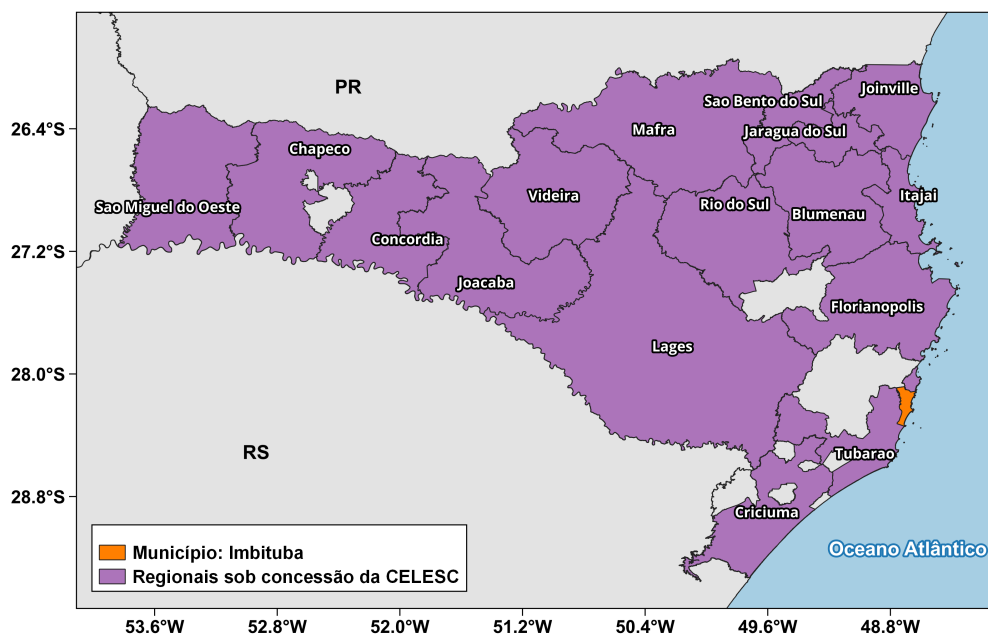 PR
Joinville
Sao Bento do Sul
Mafra
Jaragua do Sul
Chapeco
Videira
Itajai
Sao Miguel do Oeste
Rio do Sul
Blumenau
Concordia
Joacaba
Florianopolis
Lages
RS
Tubarao
Criciuma
Oceano Atlântico
26.4°S
27.2°S
28.0°S
28.8°S
Município: Imbituba
Regionais sob concessão da CELESC
53.6°W 52.8°W 52.0°W 51.2°W 50.4°W 49.6°W 48.8°W